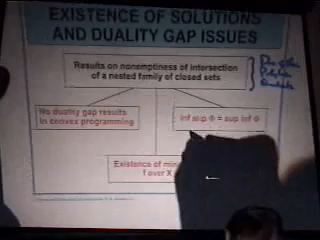 EXISTENCE OF SOLUTIONS
AND DUALITY GAP ISSUES
Results on nonemptiness of intersection
of a nested family of closed sets
No duality gap results
in convex programming
inf sup Φ = sup inf Φ
Existence of
f over X